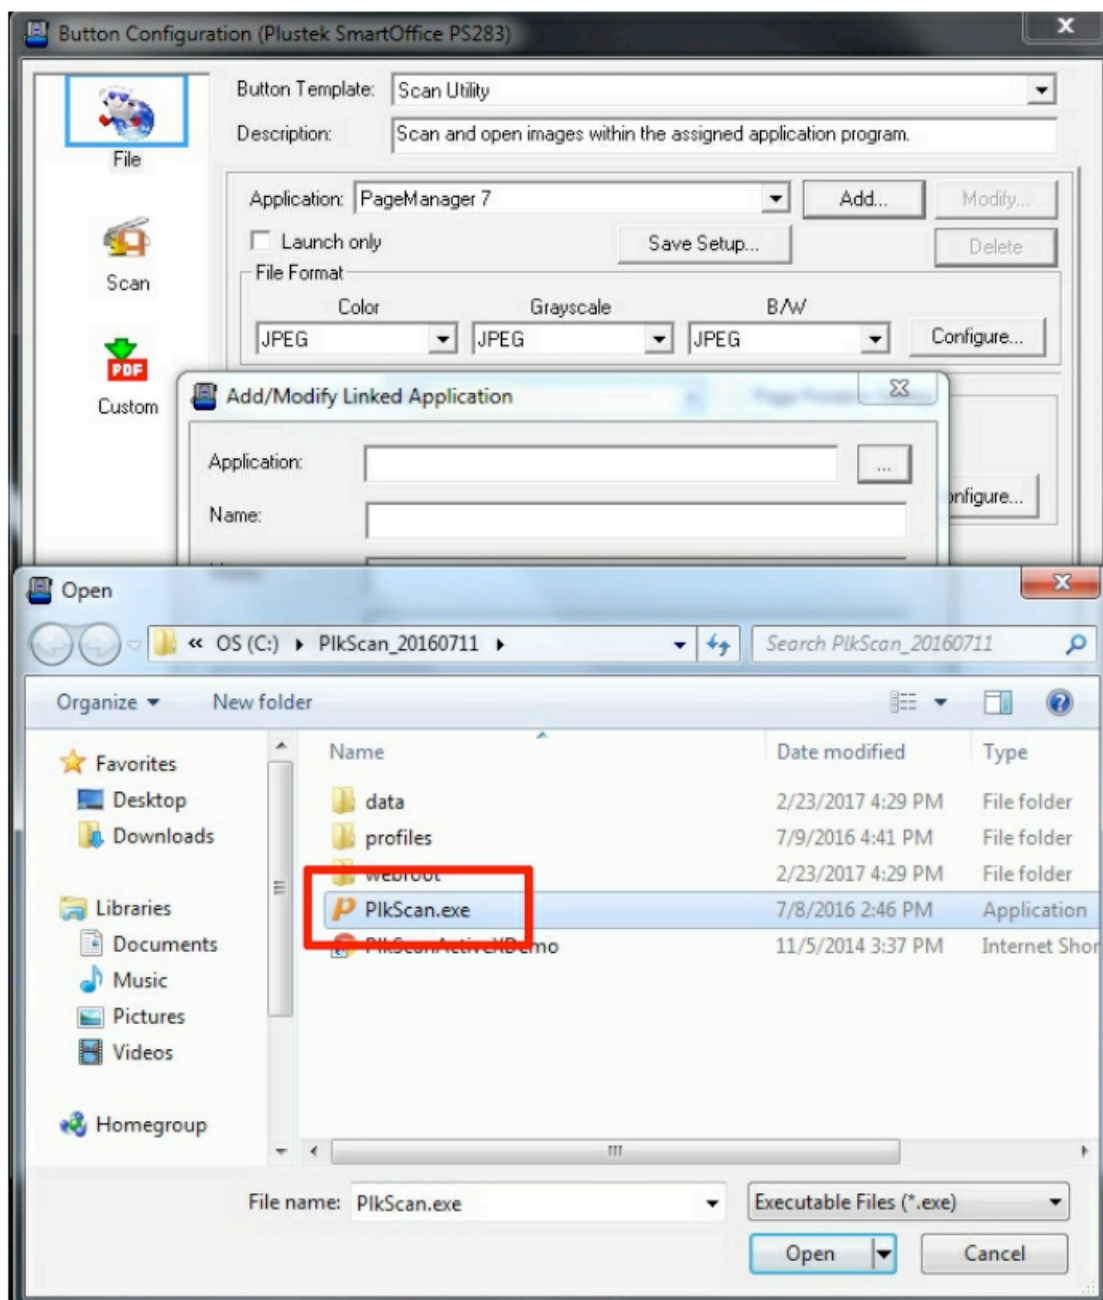 Button Configuration (Plustek SmartOffice PS283)
X
File
Button Template: Scan Utility
Description: Scan and open images within the assigned application program.
Application: PageManager 7 Add... Modify...
Launch only Save Setup... Delete
Scan
File Format
Color Grayscale B/W
JPEG JPEG JPEG Configure...
PDF
Custom
Add/Modify Linked Application
Application: ...
Name:
Open
« OS (C:) PlkScan_20160711 Search PlkScan_20160711
Organize New folder
Name Date modified Type
Favorites
Desktop
Downloads
Libraries
Documents
Music
Pictures
Videos
Homegroup
data 2/23/2017 4:29 PM File folder
profiles 7/9/2016 4:41 PM File folder
webroot 2/23/2017 4:29 PM File folder
PlkScan.exe 7/8/2016 2:46 PM Application
PlkScanActiveXDemo 11/5/2014 3:37 PM Internet Shor
File name: PlkScan.exe Executable Files (*.exe)
Open Cancel